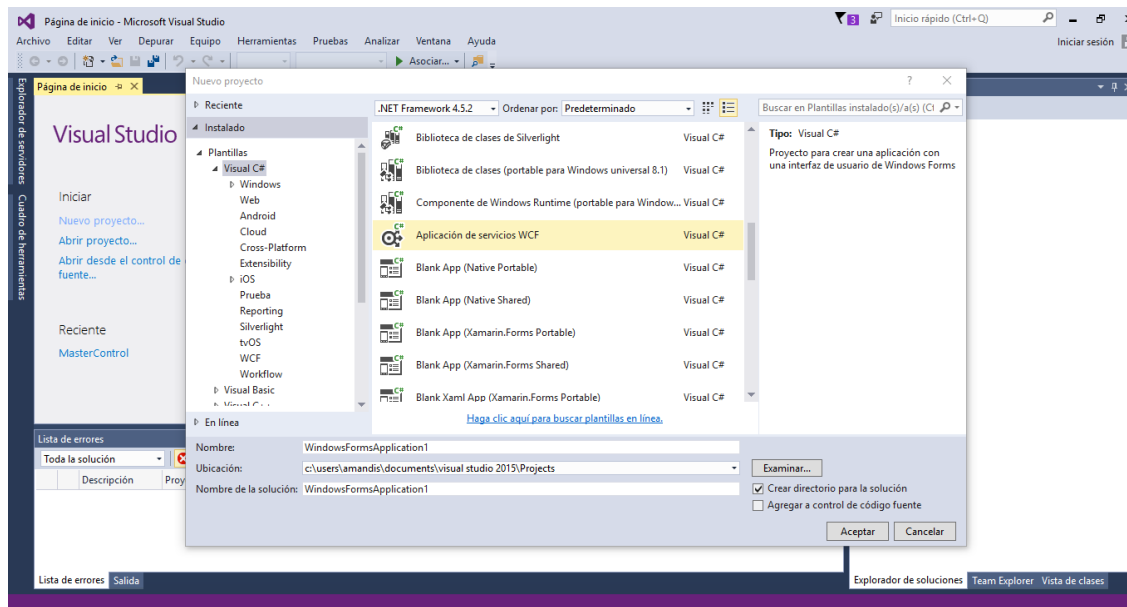 Página de inicio - Microsoft Visual Studio
3
Inicio rápido (Ctrl+Q)
Archivo Editar Ver Depurar Equipo Herramientas Pruebas Analizar Ventana Ayuda
Iniciar sesión
Asociar...
Explorador de servidores
Cuadro de herramientas
Página de inicio
Visual Studio
Iniciar
Nuevo proyecto...
Abrir proyecto...
Abrir desde el control de
fuente...
Reciente
MasterControl
Nuevo proyecto
?
Reciente
Instalado
Plantillas
Visual C#
Windows
Web
Android
Cloud
Cross-Platform
Extensibility
iOS
Prueba
Reporting
Silverlight
tvOS
WCF
Workflow
Visual Basic
Visual C++
En línea
.NET Framework 4.5.2 Ordenar por: Predeterminado
Buscar en Plantillas instalado(s)/a(s) (Ct
Biblioteca de clases de Silverlight Visual C#
Biblioteca de clases (portable para Windows universal 8.1) Visual C#
Componente de Windows Runtime (portable para Window... Visual C#
Aplicación de servicios WCF Visual C#
Blank App (Native Portable) Visual C#
Blank App (Native Shared) Visual C#
Blank App (Xamarin.Forms Portable) Visual C#
Blank App (Xamarin.Forms Shared) Visual C#
Blank Xaml App (Xamarin.Forms Portable) Visual C#
Haga clic aquí para buscar plantillas en línea.
Tipo: Visual C#
Proyecto para crear una aplicación con
una interfaz de usuario de Windows Forms
Nombre: WindowsFormsApplication1
Ubicación: c:\users\amandis\documents\visual studio 2015\Projects
Examinar...
Nombre de la solución: WindowsFormsApplication1
Crear directorio para la solución
Agregar a control de código fuente
Aceptar Cancelar
Lista de errores
Toda la solución
Descripción Proy
Lista de errores Salida
Explorador de soluciones Team Explorer Vista de clases